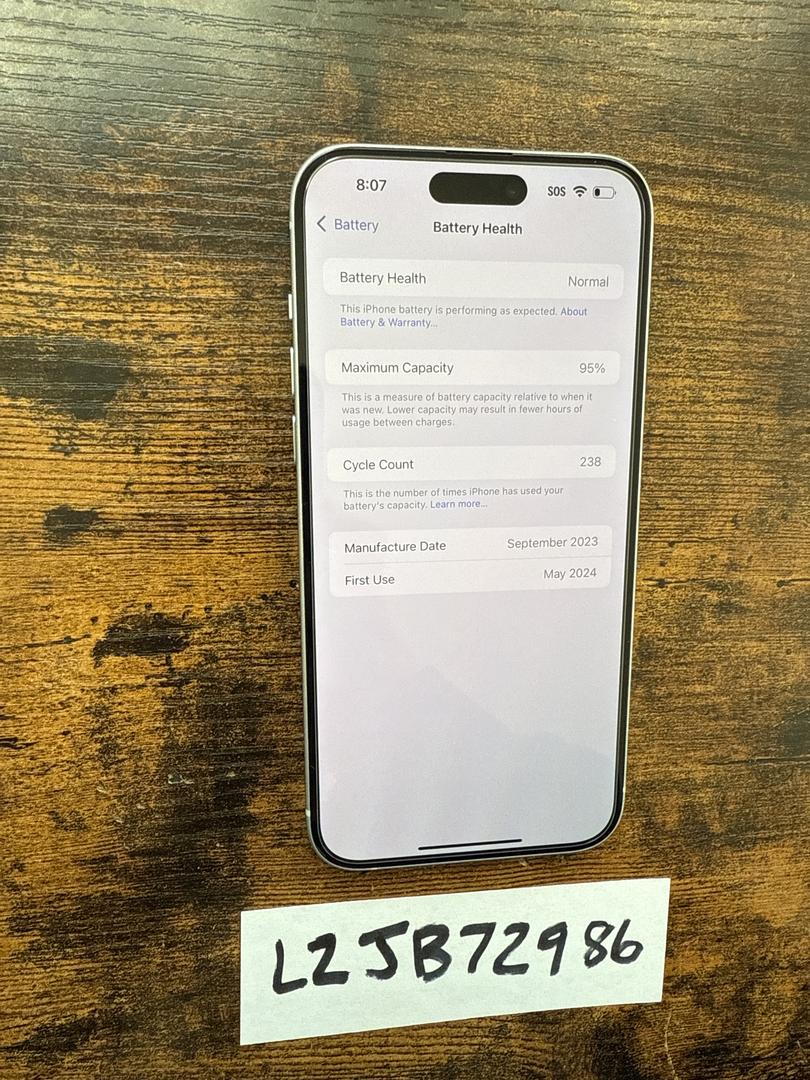 8:07 SOS
Battery Battery Health
Battery Health Normal
This iPhone battery is performing as expected. About
Battery & Warranty...
Maximum Capacity 95%
This is a measure of battery capacity relative to when it
was new. Lower capacity may result in fewer hours of
usage between charges.
Cycle Count 238
This is the number of times iPhone has used your
battery's capacity. Learn more...
Manufacture Date September 2023
First Use May 2024
L2JB72986